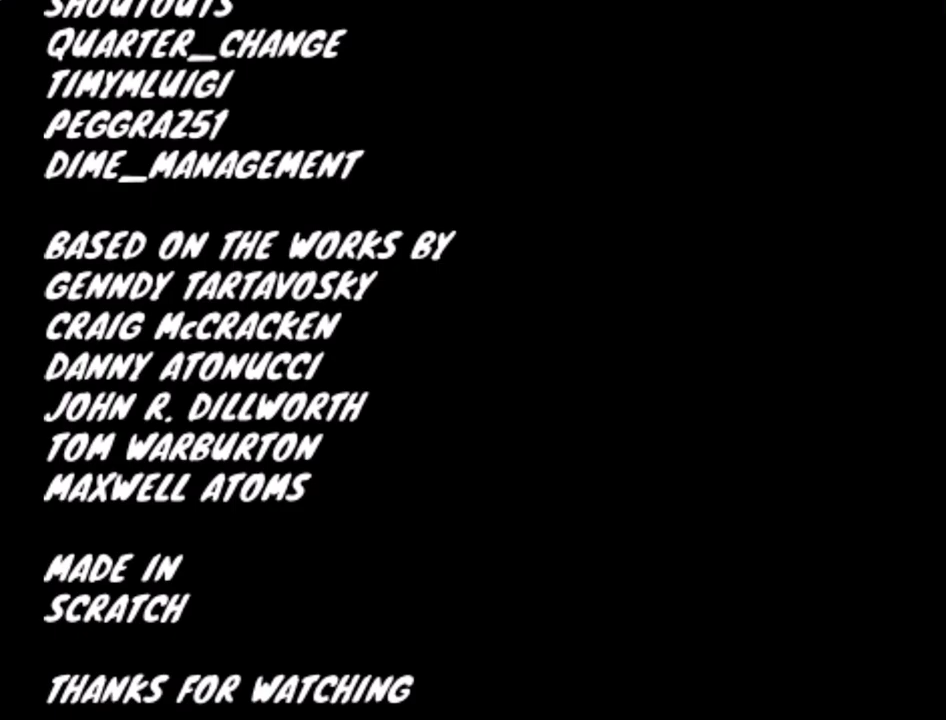 SHOUTOUTS
QUARTER_CHANGE
TIMYMLUIGI
PEGGRA251
DIME_MANAGEMENT
BASED ON THE WORKS BY
GENNDY TARTAVOSKY
CRAIG McCRACKEN
DANNY ATONUCCI
JOHN R. DILLWORTH
TOM WARBURTON
MAXWELL ATOMS
MADE IN
SCRATCH
THANKS FOR WATCHING